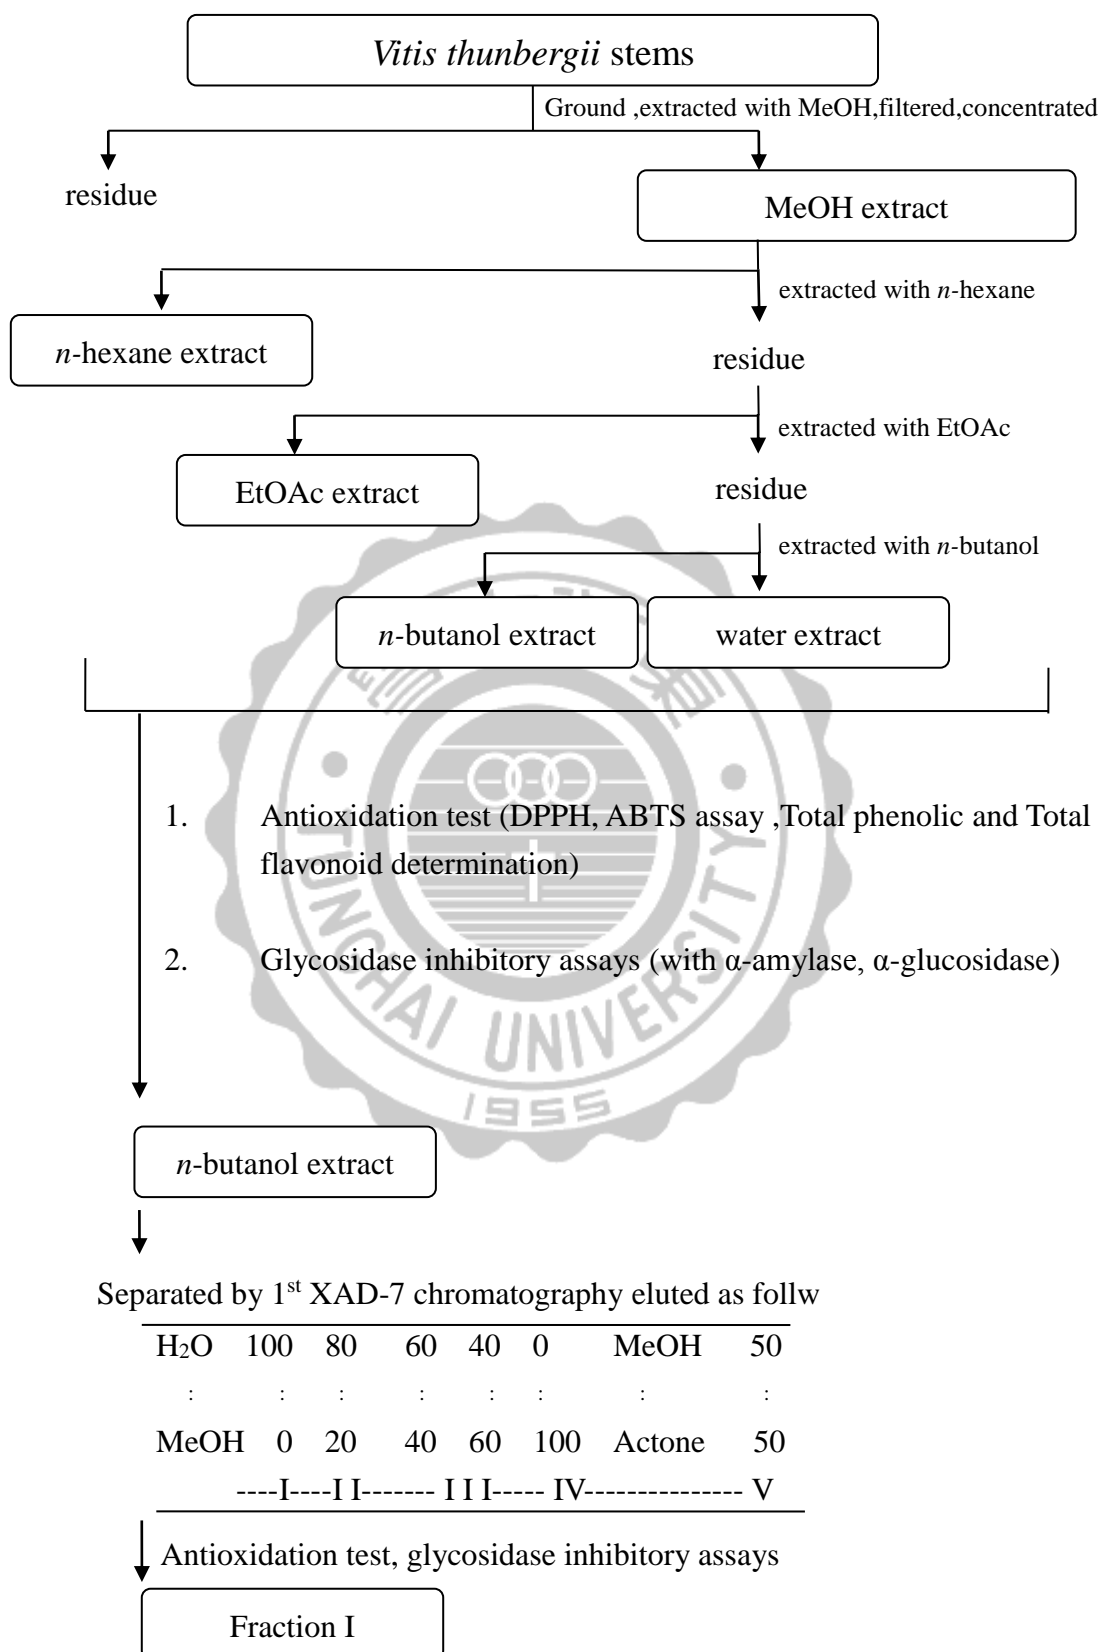 Vitis thunbergii stems
Ground ,extracted with MeOH,filtered,concentrated
residue
MeOH extract
extracted with n-hexane
n-hexane extract
residue
extracted with EtOAc
EtOAc extract
residue
extracted with n-butanol
n-butanol extract
water extract
1. Antioxidation test (DPPH, ABTS assay ,Total phenolic and Total
flavonoid determination)
2. Glycosidase inhibitory assays (with α-amylase, α-glucosidase)
TUNGHAI UNIVERSITY
1955
n-butanol extract
Separated by 1st XAD-7 chromatography eluted as follw
H2O 100 80 60 40 0 MeOH 50
: : : : : : : :
MeOH 0 20 40 60 100 Actone 50
----I----I I------- I I I----- IV--------------- V
Antioxidation test, glycosidase inhibitory assays
Fraction I